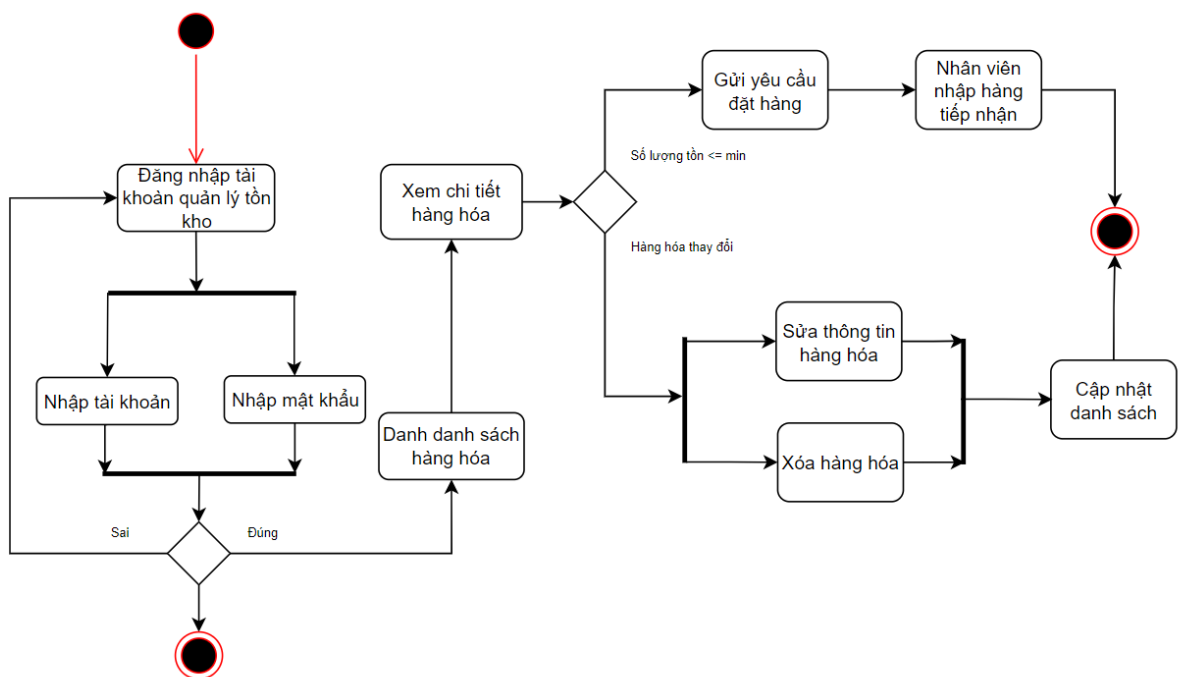 Đăng nhập tài
khoàn quản lý tồn
kho
Nhập tài khoản
Nhập mật khẩu
Sai
Đúng
Danh danh sách
hàng hóa
Xem chi tiết
hàng hóa
Số lượng tồn <= min
Hàng hóa thay đổi
Gửi yêu cầu
đặt hàng
Nhân viên
nhập hàng
tiếp nhận
Sửa thông tin
hàng hóa
Xóa hàng hóa
Cập nhật
danh sách